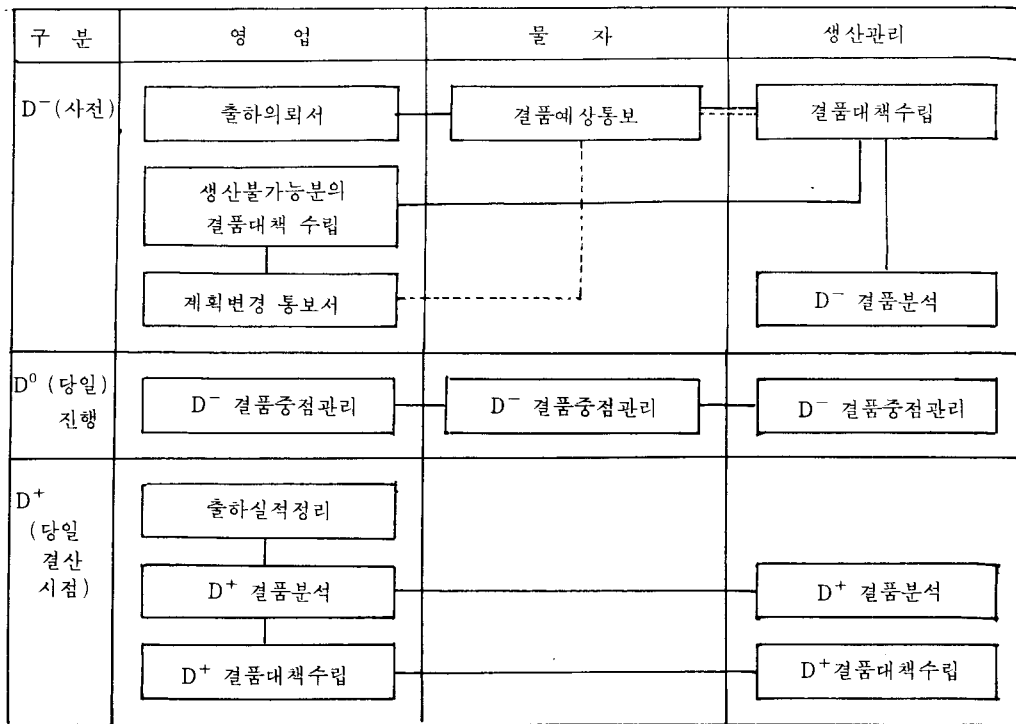 구 분 영 업 물 자 생산관리
D⁻(사전) 출하의뢰서 결품예상통보 결품대책수립
생산불가능분의
결품대책 수립
계획변경 통보서 D⁻ 결품분석
D⁰ (당일) D⁻ 결품중점관리 D⁻ 결품중점관리 D⁻ 결품중점관리
진행
D⁺ 출하실적정리
(당일
결산
시점) D⁺ 결품분석 D⁺ 결품분석
D⁺ 결품대책수립 D⁺결품대책수립